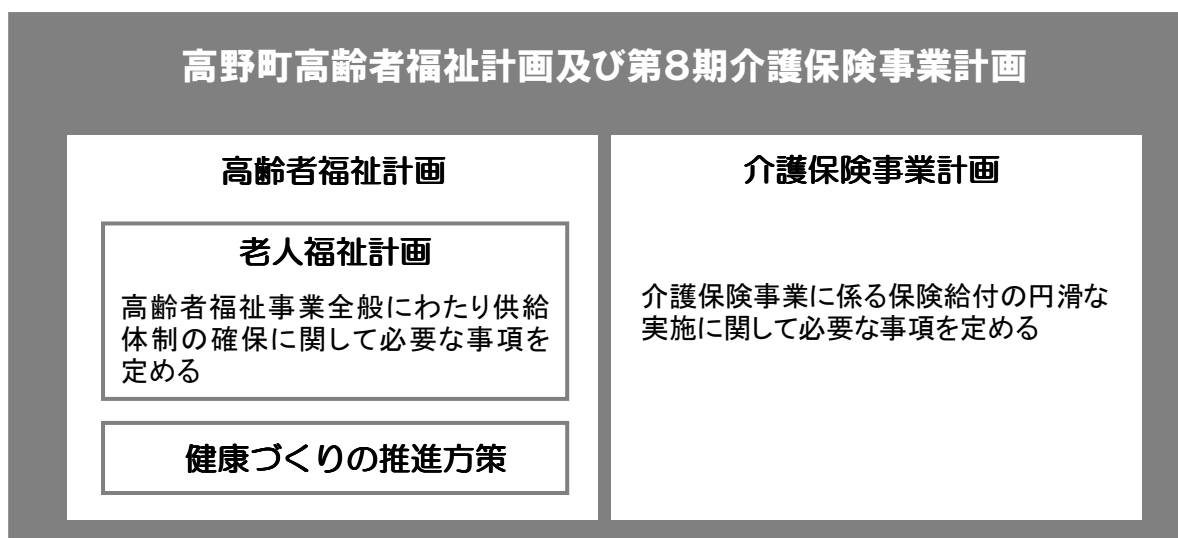 高野町高齢者福祉計画及び第8期介護保険事業計画
高齢者福祉計画
老人福祉計画
高齢者福祉事業全般にわたり供給
体制の確保に関して必要な事項を
定める
健康づくりの推進方策
介護保険事業計画
介護保険事業に係る保険給付の円滑な
実施に関して必要な事項を定める